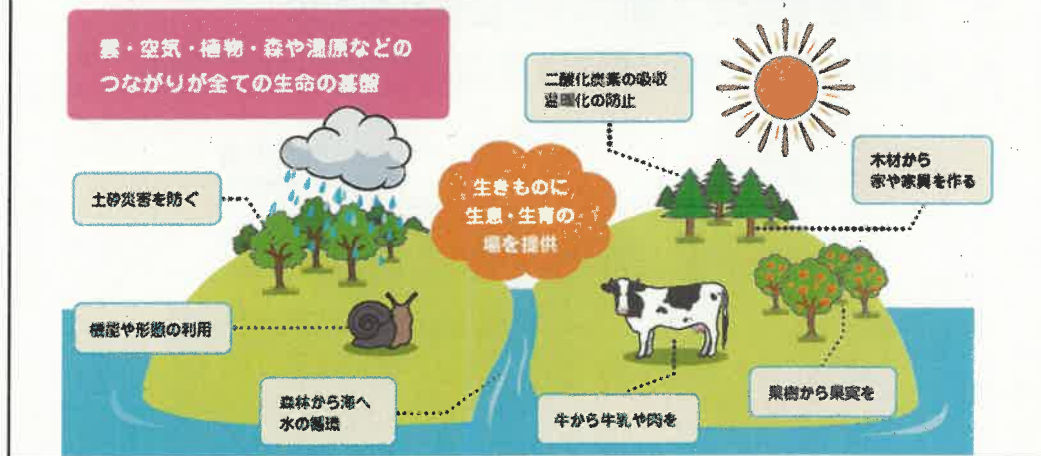 雲・空気・植物・森や湿原などの
つながりが全ての生命の基盤
二酸化炭素の吸収
温暖化の防止
木材から
家や家具を作る
土砂災害を防ぐ
生きものに
生息・生育の
場を提供
機能や形態の利用
森林から海へ
水の循環
牛から牛乳や肉を
果樹から果実を